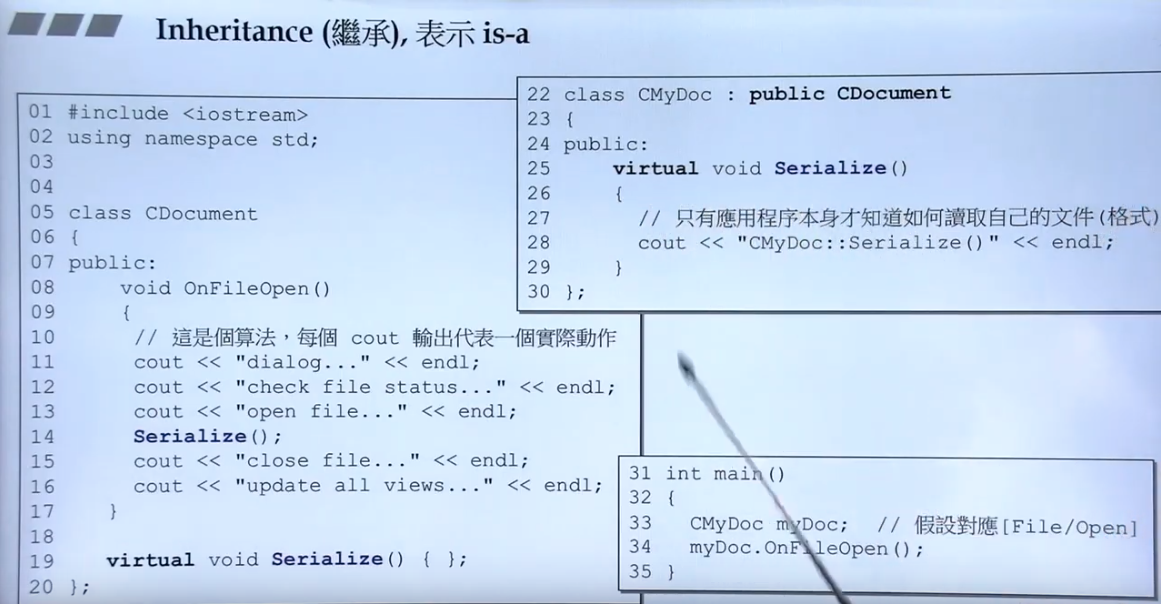 Inheritance (繼承), 表示 is-a
01 #include <iostream>
02 using namespace std;
03
04
05 class CDocument
06 {
07 public:
08     void OnFileOpen()
09     {
10      // 這是個算法，每個 cout 輸出代表一個實際動作
11      cout << "dialog..." << endl;
12      cout << "check file status..." << endl;
13      cout << "open file..." << endl;
14      Serialize();
15      cout << "close file..." << endl;
16      cout << "update all views..." << endl;
17    }
18
19    virtual void Serialize() { };
20 };
22 class CMyDoc : public CDocument
23 {
24 public:
25     virtual void Serialize()
26     {
27       // 只有應用程序本身才知道如何讀取自己的文件(格式)
28       cout << "CMyDoc::Serialize()" << endl;
29     }
30 };
31 int main()
32 {
33   CMyDoc myDoc;  // 假設對應[File/Open]
34   myDoc.OnFileOpen();
35 }